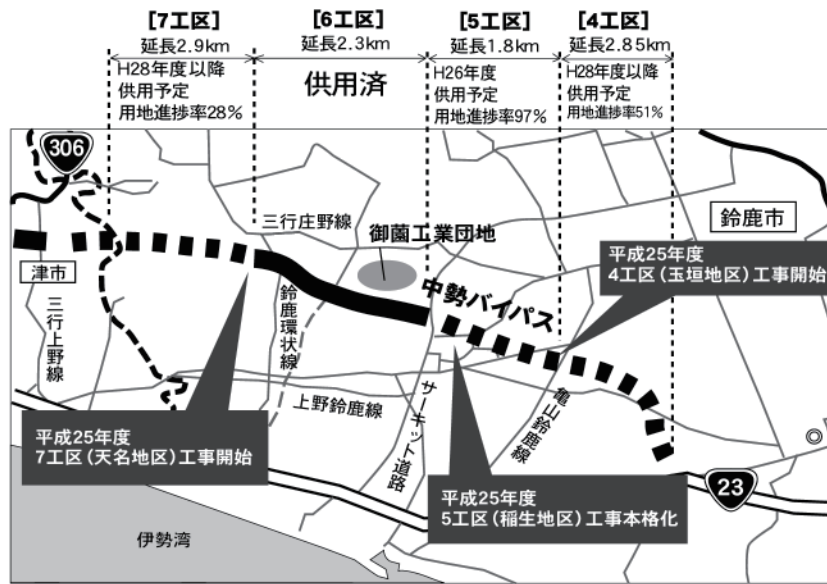 [7工区]
延長2.9km
H28年度以降
供用予定
用地進捗率28%
[6工区]
延長2.3km
供用済
[5工区]
延長1.8km
H26年度
供用予定
用地進捗率97%
[4工区]
延長2.85km
H28年度以降
供用予定
用地進捗率51%
306
三行庄野線
御薗工業団地
鈴鹿市
平成25年度
4工区(玉垣地区)工事開始
津市
中勢バイパス
三行上野線
鈴鹿環状線
上野鈴鹿線
サーキット道路
亀山鈴鹿線
平成25年度
7工区(天名地区)工事開始
平成25年度
5工区(稲生地区)工事本格化
23
伊勢湾